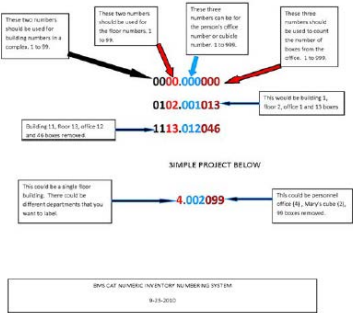 These two numbers
should be used for
building numbers in a
complex. 1 to 99.
These two numbers
should be used for
the floor numbers. 1
to 99.
These three
numbers can be for
the person's office
number or cubicle
number. 1 to 999.
These three
numbers should
be used to count
the number of
boxes from the
office. 1 to 999.
0000.000000
0102.001013
This would be building 1,
floor 2, office 1 and 13 boxes
Building 11, floor 13, office 12
and 46 boxes removed.
1113.012046
SIMPLE PROJECT BELOW
This could be a single floor
building. There could be
different departments that you
want to label.
4.002099
This could be personnel
office (4), Mary's cube (2),
99 boxes removed.
BMS CAT NUMERIC INVENTORY NUMBERING SYSTEM
9-23-2010